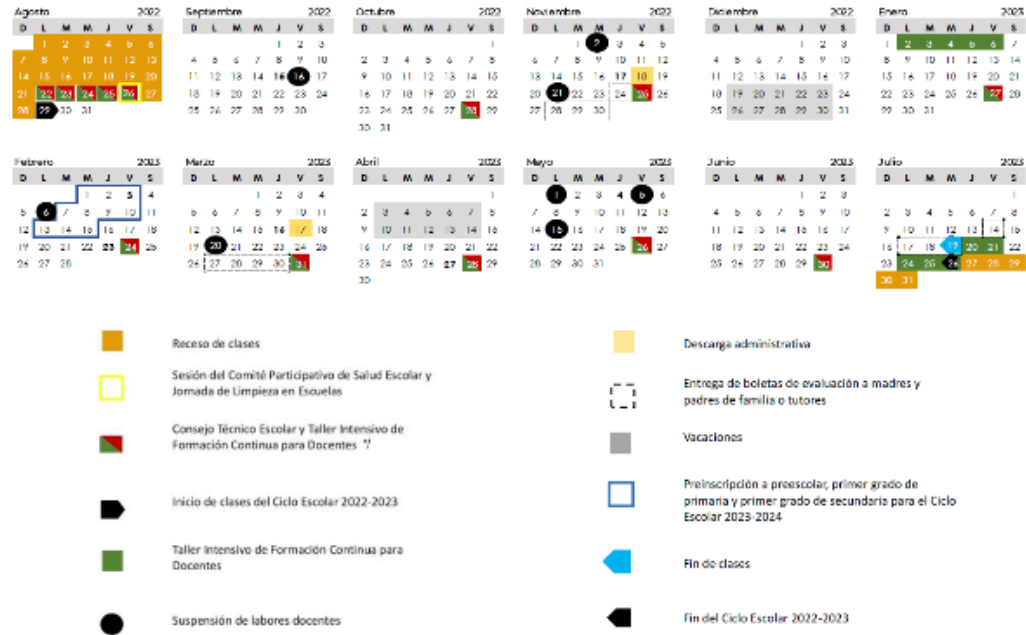 Agosto 2022
D L M M J V S
1 2 3 4 5 6
7 8 9 10 11 12 13
14 15 16 17 18 19 20
21 22 23 24 25 26 27
28 29 30 31
Septiembre 2022
D L M M J V S
1 2 3
4 5 6 7 8 9 10
11 12 13 14 15 16 17
18 19 20 21 22 23 24
25 26 27 28 29 30
Octubre 2022
D L M M J V S
1
2 3 4 5 6 7 8
9 10 11 12 13 14 15
16 17 18 19 20 21 22
23 24 25 26 27 28 29
30 31
Noviembre 2022
D L M M J V S
1 2 3 4 5
6 7 8 9 10 11 12
13 14 15 16 17 18 19
20 21 22 23 24 25 26
27 28 29 30
Diciembre 2022
D L M M J V S
1 2 3
4 5 6 7 8 9 10
11 12 13 14 15 16 17
18 19 20 21 22 23 24
25 26 27 28 29 30 31
Enero 2023
D L M M J V S
1 2 3 4 5 6 7
8 9 10 11 12 13 14
15 16 17 18 19 20 21
22 23 24 25 26 27 28
29 30 31
Febrero 2023
D L M M J V S
1 2 3 4
5 6 7 8 9 10 11
12 13 14 15 16 17 18
19 20 21 22 23 24 25
26 27 28
Marzo 2023
D L M M J V S
1 2 3 4
5 6 7 8 9 10 11
12 13 14 15 16 17 18
19 20 21 22 23 24 25
26 27 28 29 30 31
Abril 2023
D L M M J V S
1
2 3 4 5 6 7 8
9 10 11 12 13 14 15
16 17 18 19 20 21 22
23 24 25 26 27 28 29
30
Mayo 2023
D L M M J V S
1 2 3 4 5 6
7 8 9 10 11 12 13
14 15 16 17 18 19 20
21 22 23 24 25 26 27
28 29 30 31
Junio 2023
D L M M J V S
1 2 3
4 5 6 7 8 9 10
11 12 13 14 15 16 17
18 19 20 21 22 23 24
25 26 27 28 29 30
Julio 2023
D L M M J V S
1
2 3 4 5 6 7 8
9 10 11 12 13 14 15
16 17 18 19 20 21 22
23 24 25 26 27 28 29
30 31
Receso de clases
Sesión del Comité Participativo de Salud Escolar y
Jornada de Limpieza en Escuelas
Consejo Técnico Escolar y Taller Intensivo de
Formación Continua para Docentes */
Inicio de clases del Ciclo Escolar 2022-2023
Taller Intensivo de Formación Continua para
Docentes
Suspensión de labores docentes
Descarga administrativa
Entrega de boletas de evaluación a madres y
padres de familia o tutores
Vacaciones
Preinscripción a preescolar, primer grado de
primaria y primer grado de secundaria para el Ciclo
Escolar 2023-2024
Fin de clases
Fin del Ciclo Escolar 2022-2023